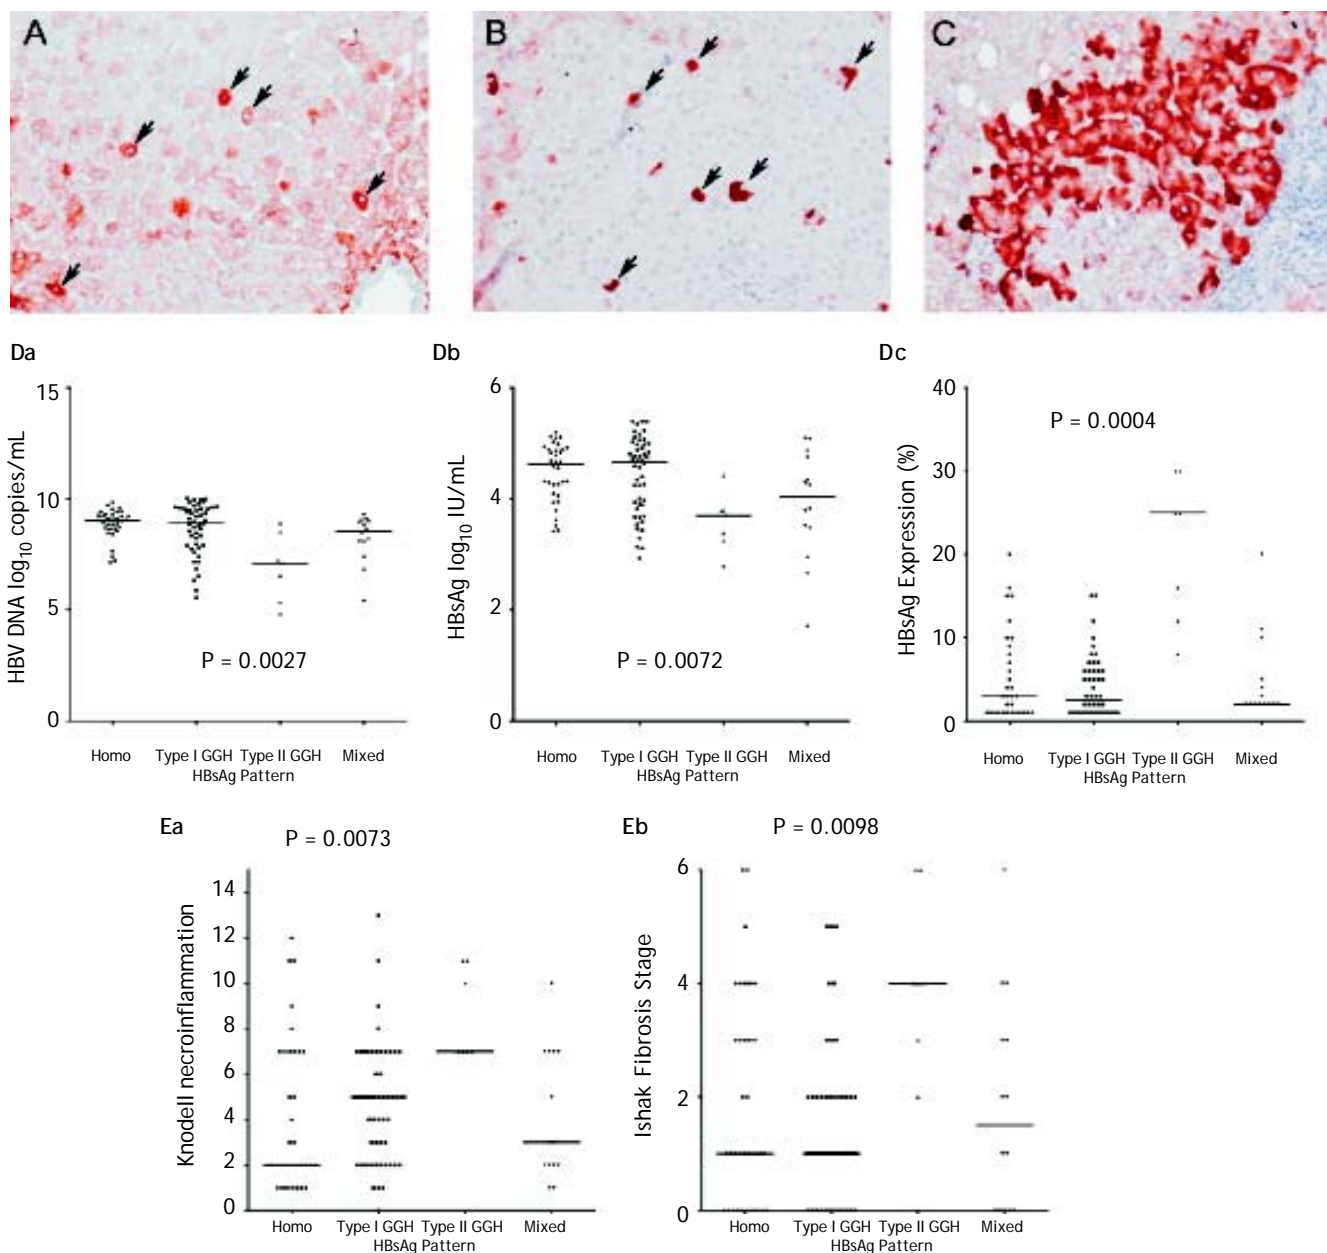 A B C
Da Db Dc
HBV DNA log10 copies/mL
15
10
5
0
P = 0.0027
Homo Type I GGH Type II GGH Mixed
HBsAg Pattern
HBsAg log10 IU/mL
6
4
2
0
P = 0.0072
Homo Type I GGH Type II GGH Mixed
HBsAg Pattern
HBsAg Expression (%)
40
30
20
10
0
P = 0.0004
Homo Type I GGH Type II GGH Mixed
HBsAg Pattern
Ea
P = 0.0073
Knodell necroinflammation
14
12
10
8
6
4
2
0
Homo Type I GGH Type II GGH Mixed
HBsAg Pattern
Eb
P = 0.0098
Ishak Fibrosis Stage
6
4
2
0
Homo Type I GGH Type II GGH Mixed
HBsAg Pattern